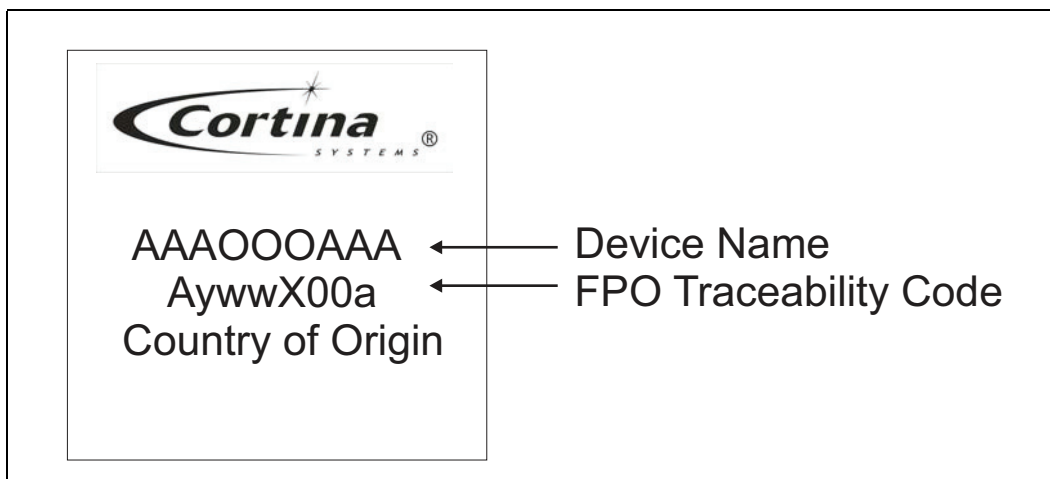 Cortina
SYSTEMS ®
AAAOOOAAA
AywwX00a
Country of Origin
Device Name
FPO Traceability Code